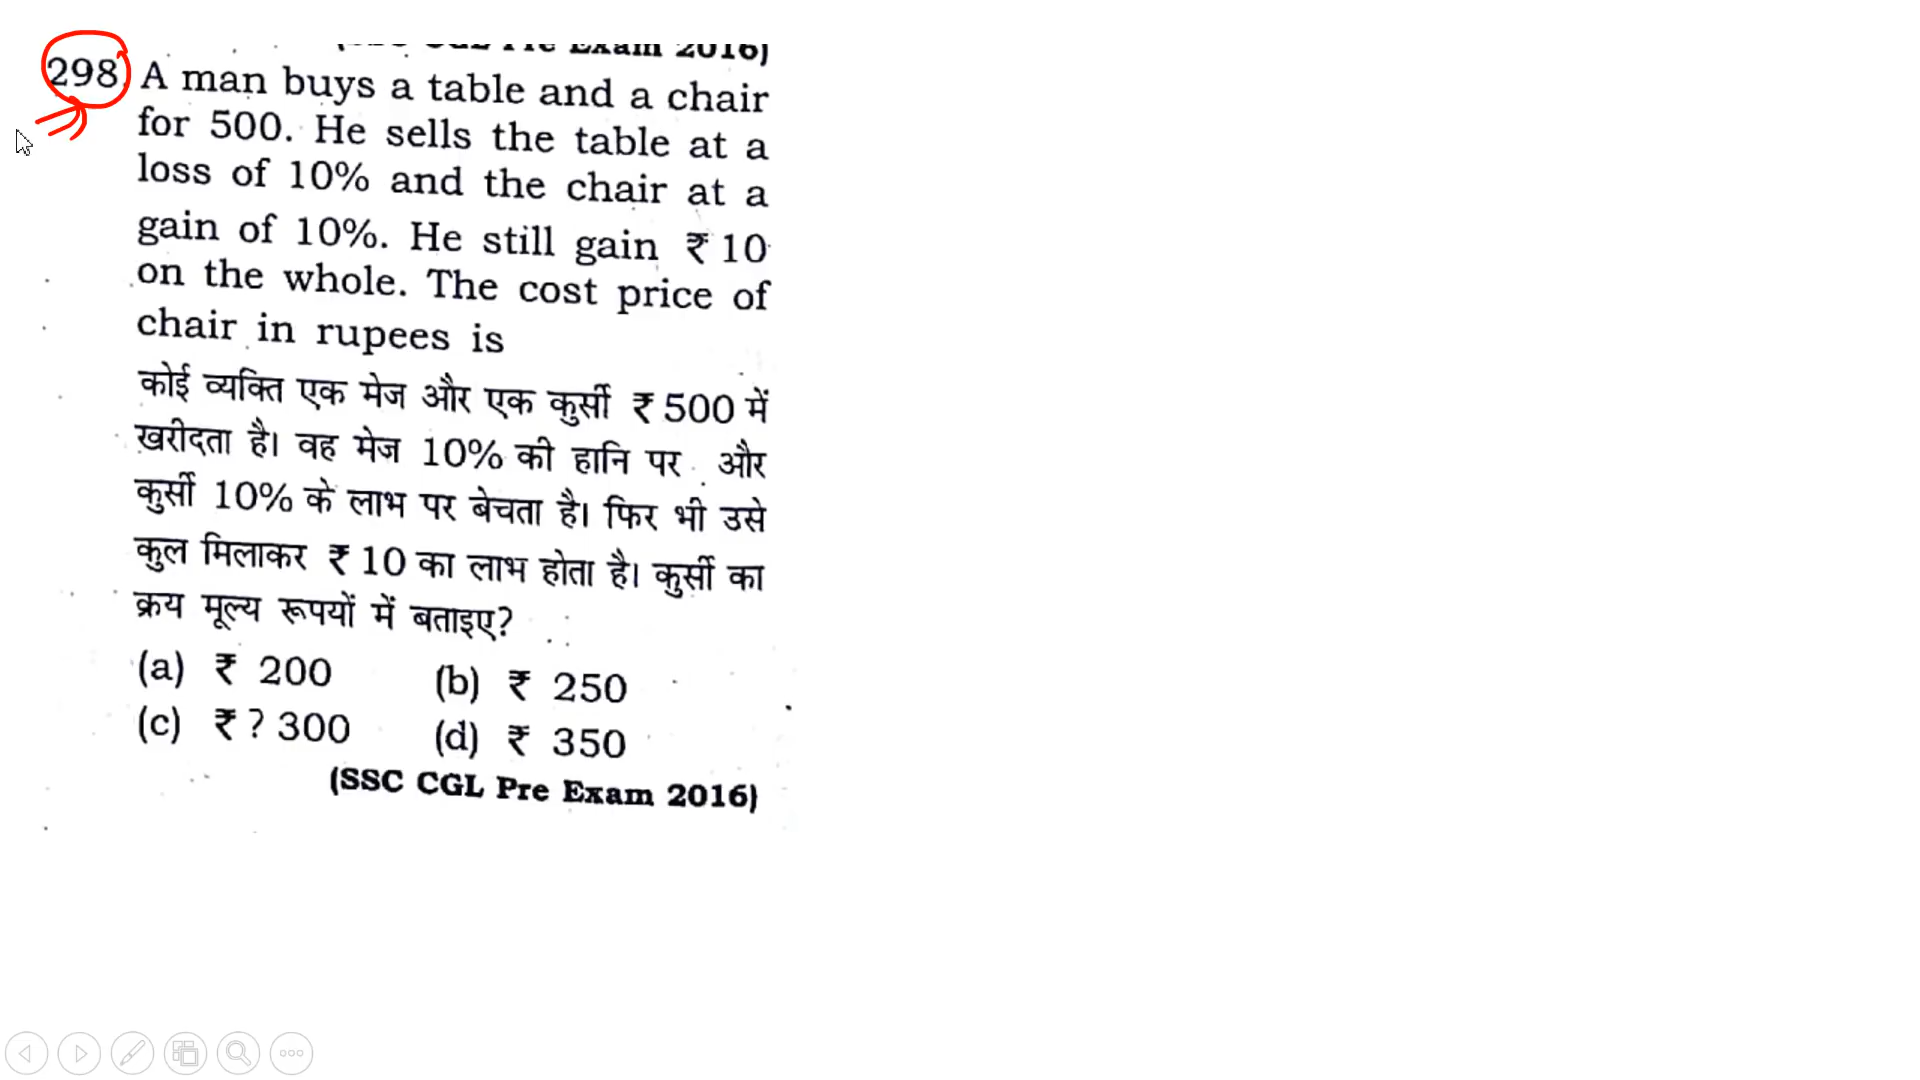 Exam 2016)
298. A man buys a table and a chair
for 500. He sells the table at a
loss of 10% and the chair at a
gain of 10%. He still gain ₹ 10
on the whole. The cost price of
chair in rupees is
कोई व्यक्ति एक मेज और एक कुर्सी ₹ 500 में
खरीदता है। वह मेज 10% की हानि पर और
कुर्सी 10% के लाभ पर बेचता है। फिर भी उसे
कुल मिलाकर ₹ 10 का लाभ होता है। कुर्सी का
क्रय मूल्य रूपयों में बताइए?
(a) ₹ 200 (b) ₹ 250
(c) ₹ ? 300 (d) ₹ 350
(SSC CGL Pre Exam 2016)